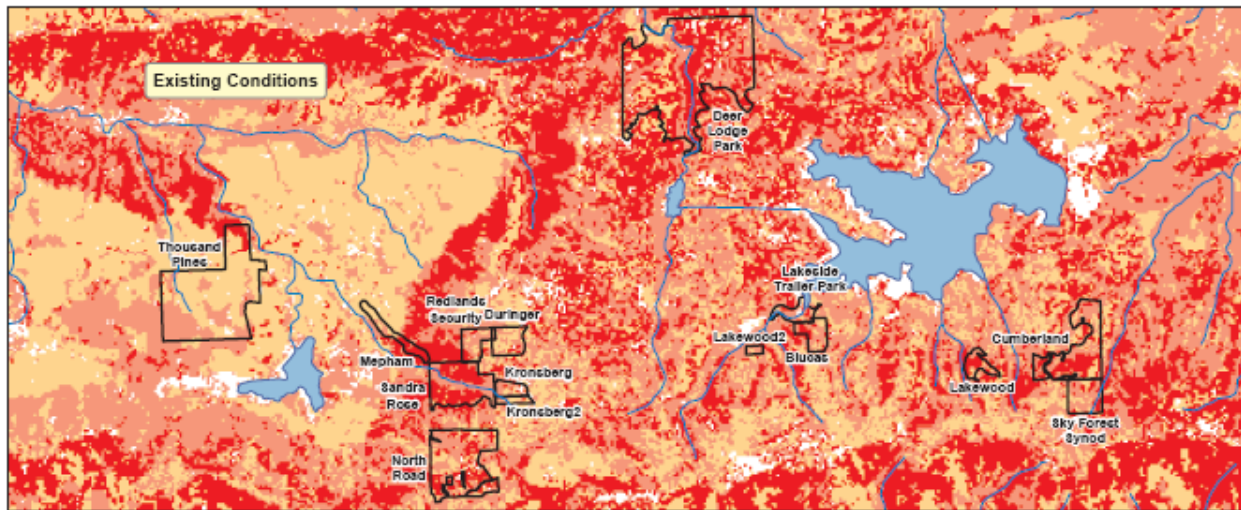 Existing Conditions
Deer
Lodge
Park
Thousand
Pines
Lakeside
Trailer Park
Redlands
Security
Duringer
Lakewood2
Blucas
Cumberland
Mepham
Kronsberg
Sandra
Rose
Lakewood
Kronsberg2
Sky Forest
Synod
North
Road